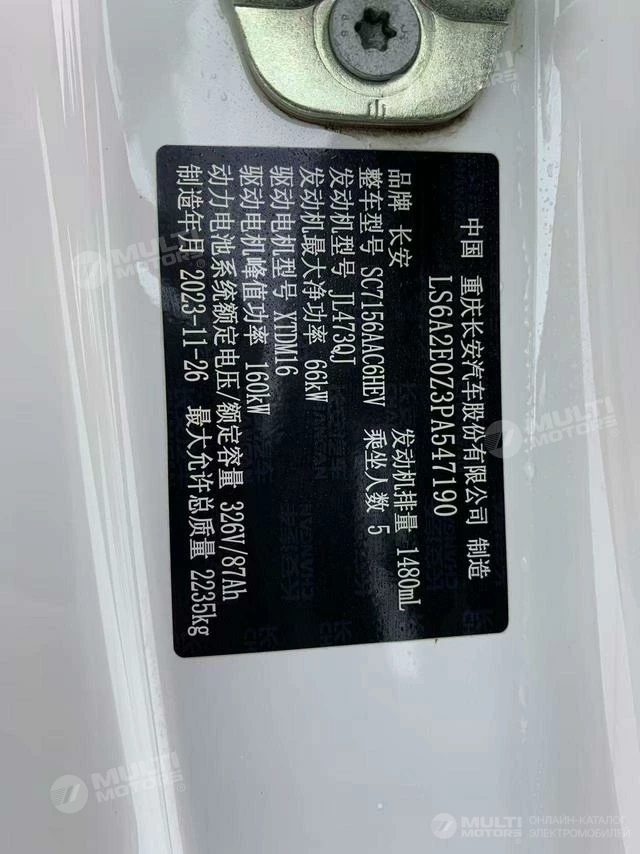 中国 重庆长安汽车股份有限公司 制造
LS6A2E0Z3PA547190
品牌 长安
整车型号 SC7156AAC6HEV 乘坐人数 5
发动机型号 JL473QJ 发动机排量 1480mL
发动机最大净功率 66kW
驱动电机型号 XTDM16
驱动电机峰值功率 160kW
动力电池系统额定电压/额定容量 326V/87Ah
制造年月 2023-11-26 最大允许总质量 2235kg
MULTI MOTORS
MULTI MOTORS
MULTI MOTORS
MULTI MOTORS
MULTI MOTORS
ОНЛАЙН-КАТАЛОГ
ЭЛЕКТРОМОБИЛЕЙ